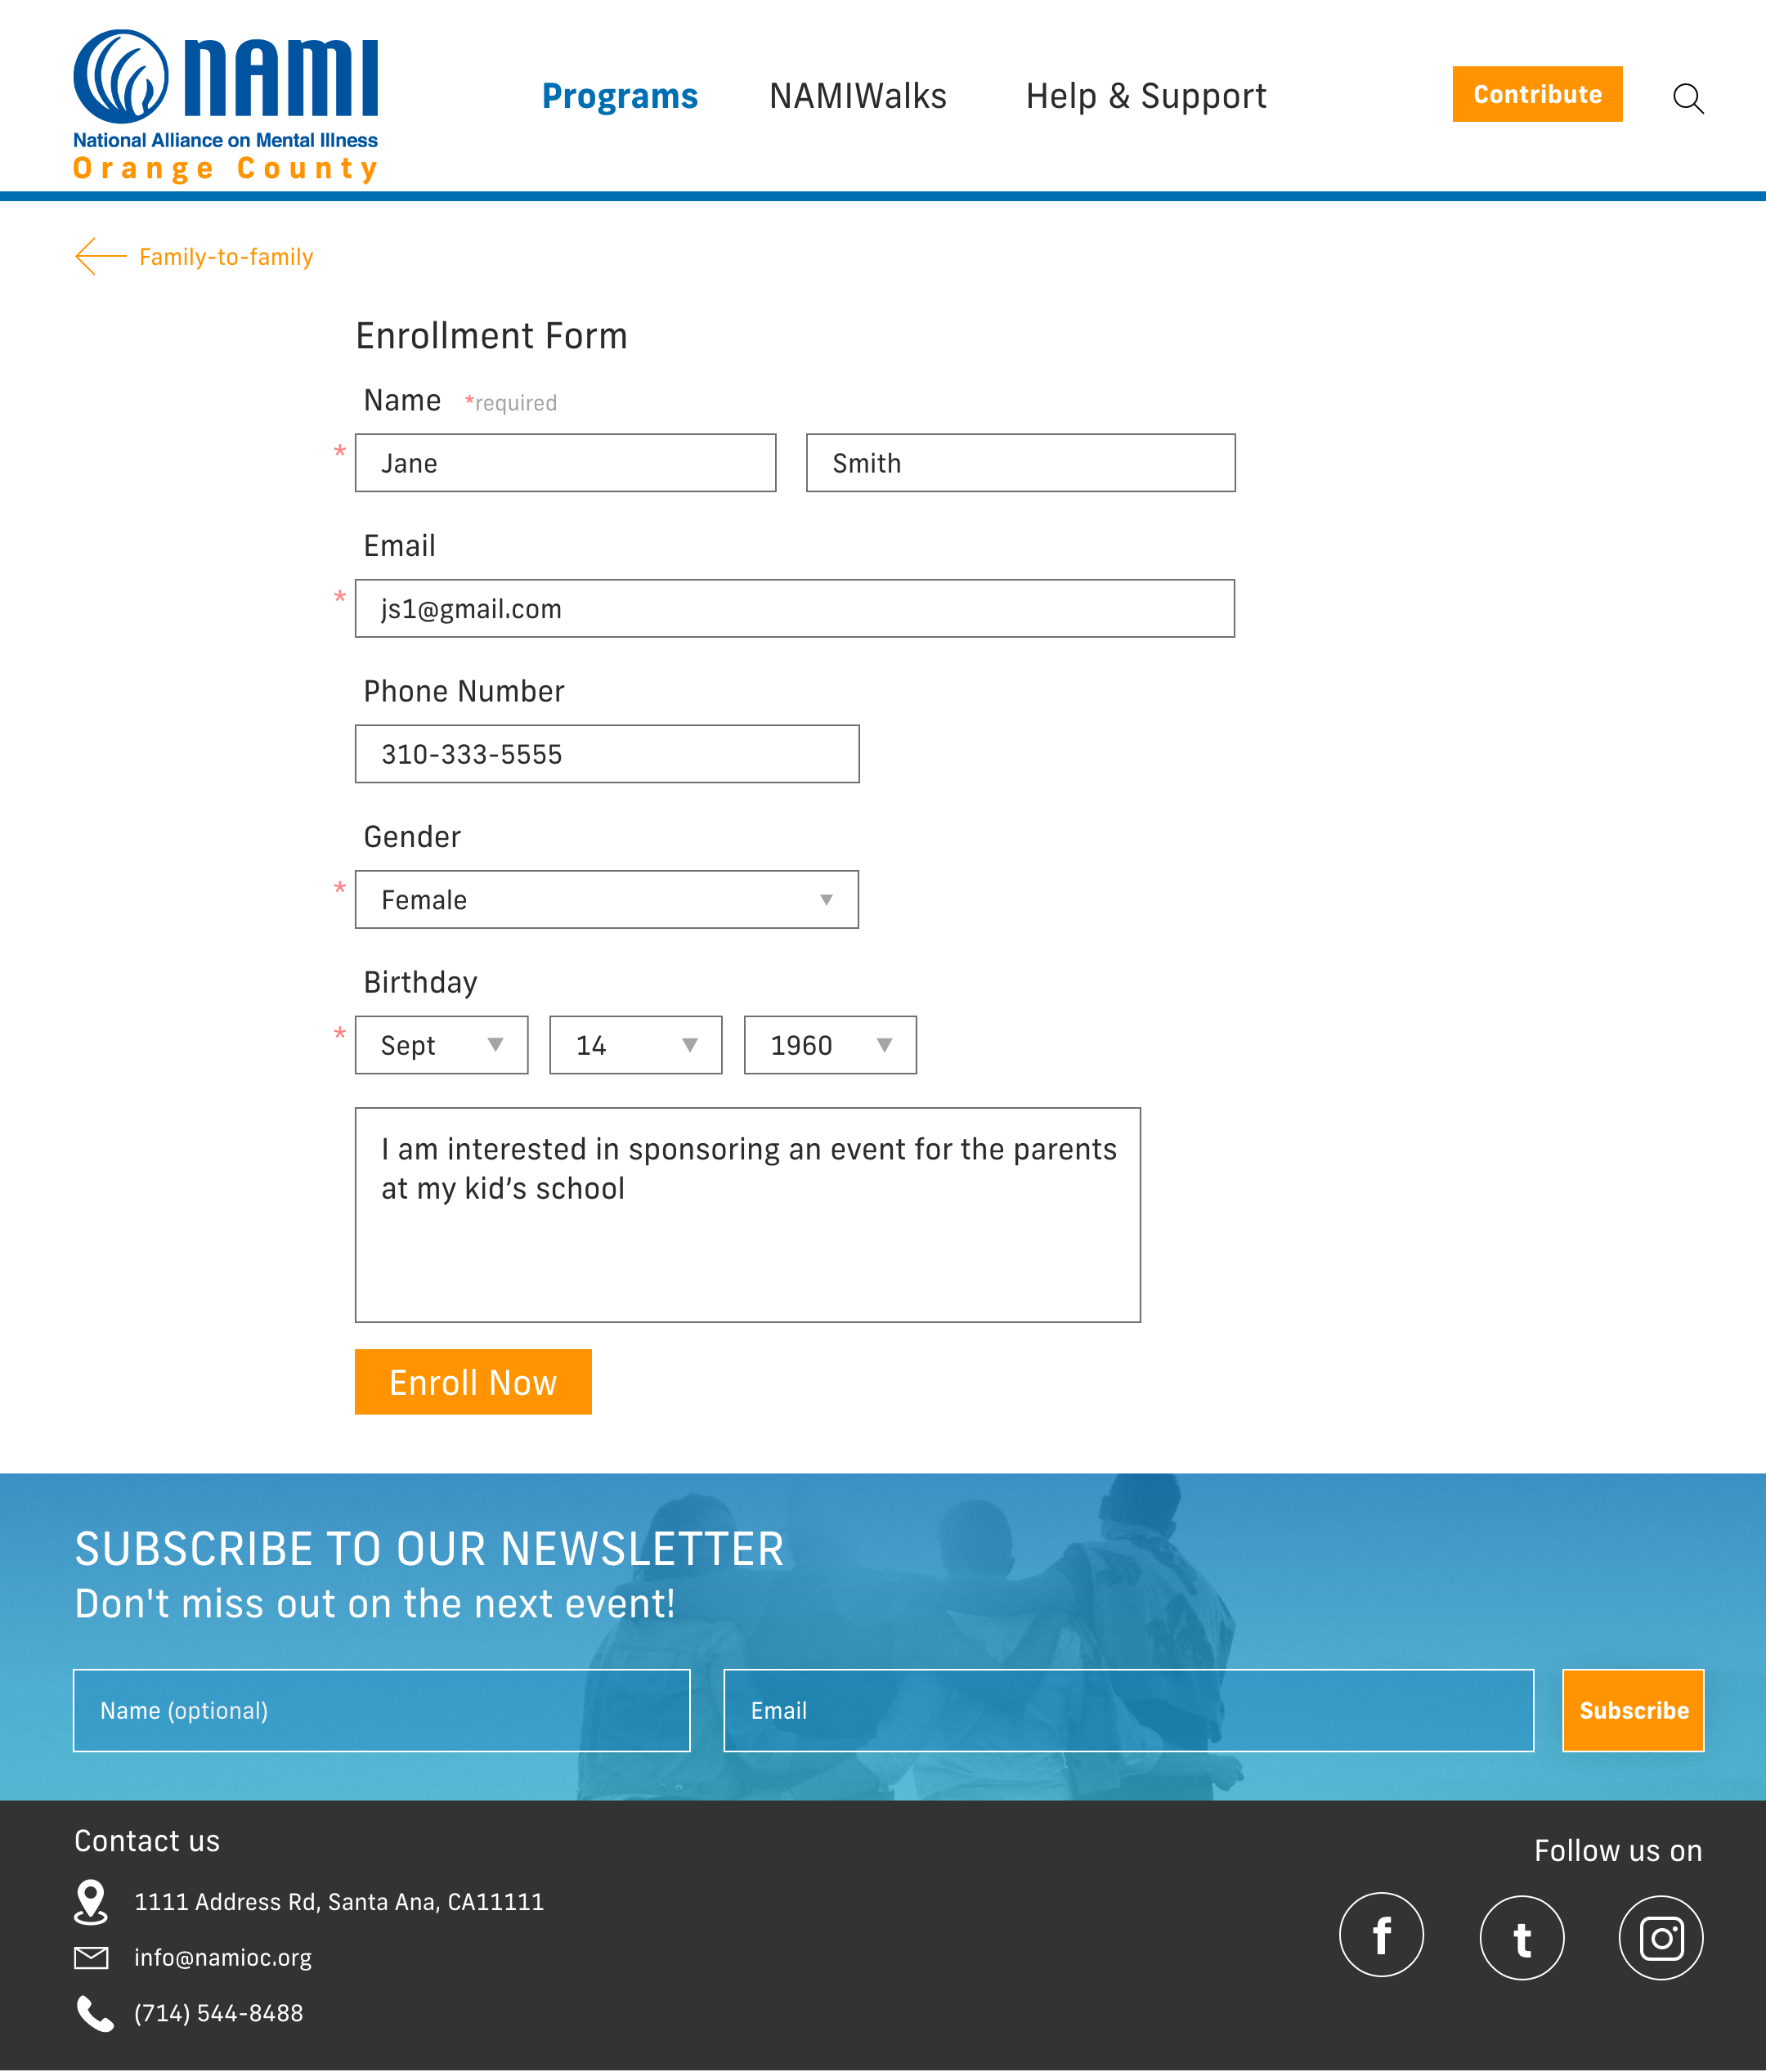 nAMI
National Alliance on Mental Illness
Orange County
Programs NAMIWalks Help & Support Contribute
Family-to-family
Enrollment Form
Name *required
* Jane Smith
Email
* js1@gmail.com
Phone Number
310-333-5555
Gender
* Female
Birthday
* Sept 14 1960
I am interested in sponsoring an event for the parents
at my kid’s school
Enroll Now
SUBSCRIBE TO OUR NEWSLETTER
Don't miss out on the next event!
Name (optional) Email Subscribe
Contact us
Follow us on
1111 Address Rd, Santa Ana, CA11111
info@namioc.org
(714) 544-8488
f t